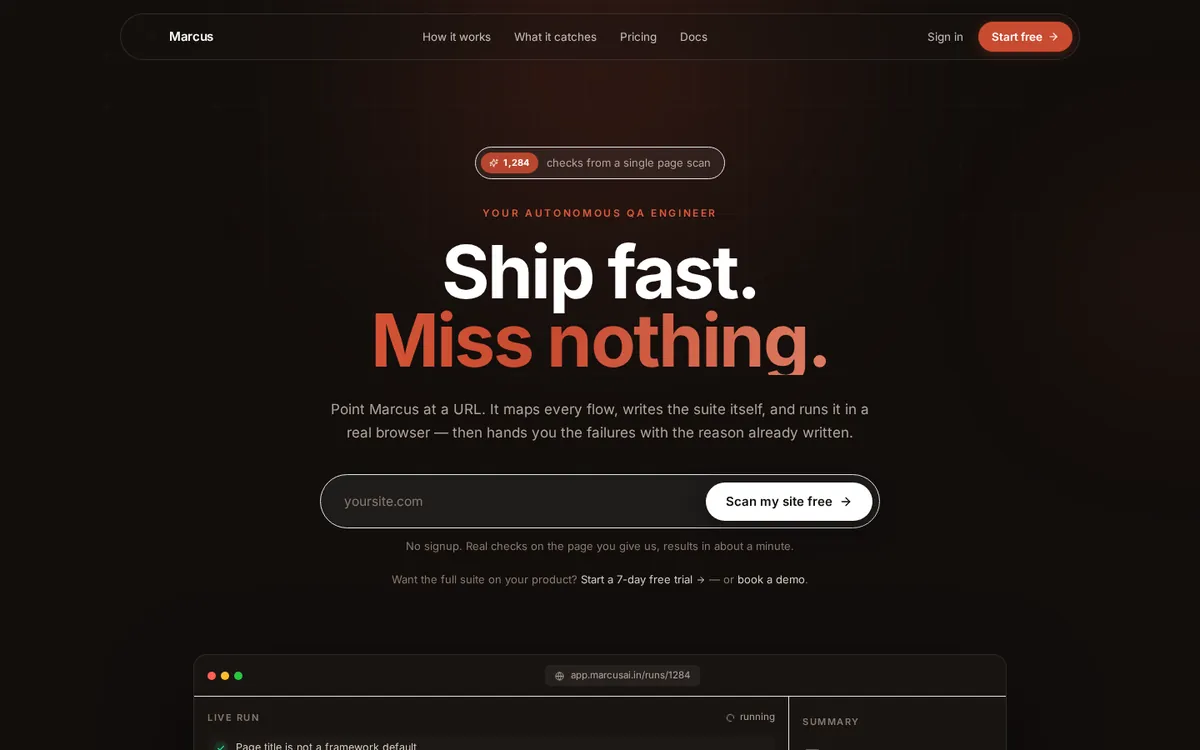 Marcus
How it works
What it catches
Pricing
Docs
Sign in
Start free →
1,284 checks from a single page scan
YOUR AUTONOMOUS QA ENGINEER
Ship fast.
Miss nothing.
Point Marcus at a URL. It maps every flow, writes the suite itself, and runs it in a
real browser — then hands you the failures with the reason already written.
yoursite.com
Scan my site free →
No signup. Real checks on the page you give us, results in about a minute.
Want the full suite on your product? Start a 7-day free trial → — or book a demo.
app.marcusai.in/runs/1284
LIVE RUN
running
SUMMARY
Page title is not a framework default